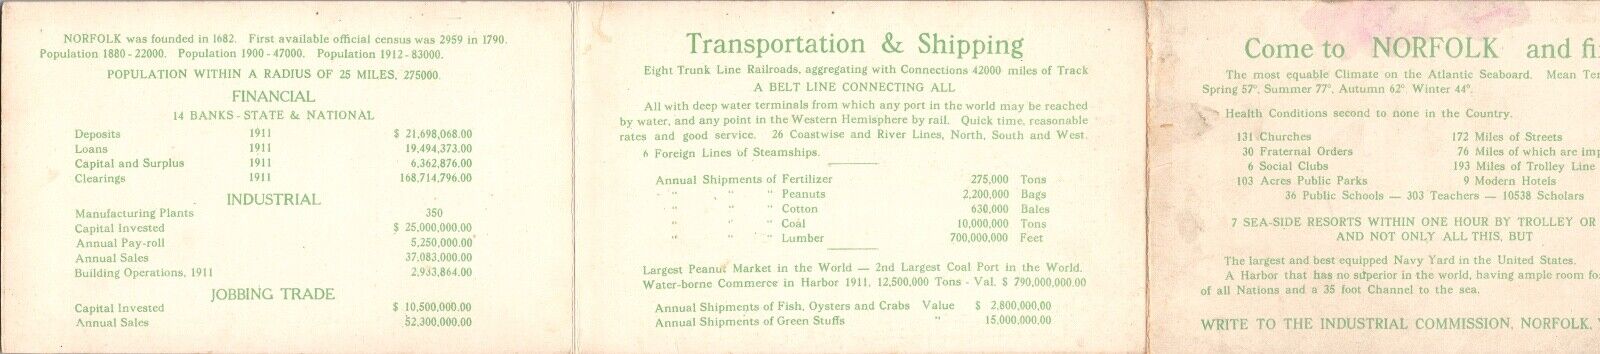 NORFOLK was founded in 1682. First available official census was 2959 in 1790.
Population 1880 - 22000. Population 1900 - 47000. Population 1912 - 83000.
POPULATION WITHIN A RADIUS OF 25 MILES, 275000.
FINANCIAL
14 BANKS - STATE & NATIONAL
Deposits 1911 $ 21,698,068.00
Loans 1911 19,494,373.00
Capital and Surplus 1911 6,362,876.00
Clearings 1911 168,714,796.00
INDUSTRIAL
Manufacturing Plants 350
Capital Invested $ 25,000,000.00
Annual Pay-roll 5,250,000.00
Annual Sales 37,083,000.00
Building Operations, 1911 2,933,864.00
JOBBING TRADE
Capital Invested $ 10,500,000.00
Annual Sales 52,300,000.00
Transportation & Shipping
Eight Trunk Line Railroads, aggregating with Connections 42000 miles of Track
A BELT LINE CONNECTING ALL
All with deep water terminals from which any port in the world may be reached
by water, and any point in the Western Hemisphere by rail. Quick time, reasonable
rates and good service. 26 Coastwise and River Lines, North, South and West.
6 Foreign Lines of Steamships.
Annual Shipments of Fertilizer 275,000 Tons
" " " Peanuts 2,200,000 Bags
" " " Cotton 630,000 Bales
" " " Coal 10,000,000 Tons
" " " Lumber 700,000,000 Feet
Largest Peanut Market in the World — 2nd Largest Coal Port in the World.
Water-borne Commerce in Harbor 1911, 12,500,000 Tons - Val. $ 790,000,000.00
Annual Shipments of Fish, Oysters and Crabs Value $ 2,800,000,00
Annual Shipments of Green Stuffs " 15,000,000,00
Come to NORFOLK and fi
The most equable Climate on the Atlantic Seaboard. Mean Ter
Spring 57°, Summer 77°, Autumn 62°, Winter 44°.
Health Conditions second to none in the Country.
131 Churches 172 Miles of Streets
30 Fraternal Orders 76 Miles of which are imp
6 Social Clubs 193 Miles of Trolley Line
103 Acres Public Parks 9 Modern Hotels
36 Public Schools — 303 Teachers — 10538 Scholars
7 SEA-SIDE RESORTS WITHIN ONE HOUR BY TROLLEY OR
AND NOT ONLY ALL THIS, BUT
The largest and best equipped Navy Yard in the United States.
A Harbor that has no superior in the world, having ample room fo
of all Nations and a 35 foot Channel to the sea.
WRITE TO THE INDUSTRIAL COMMISSION, NORFOLK,